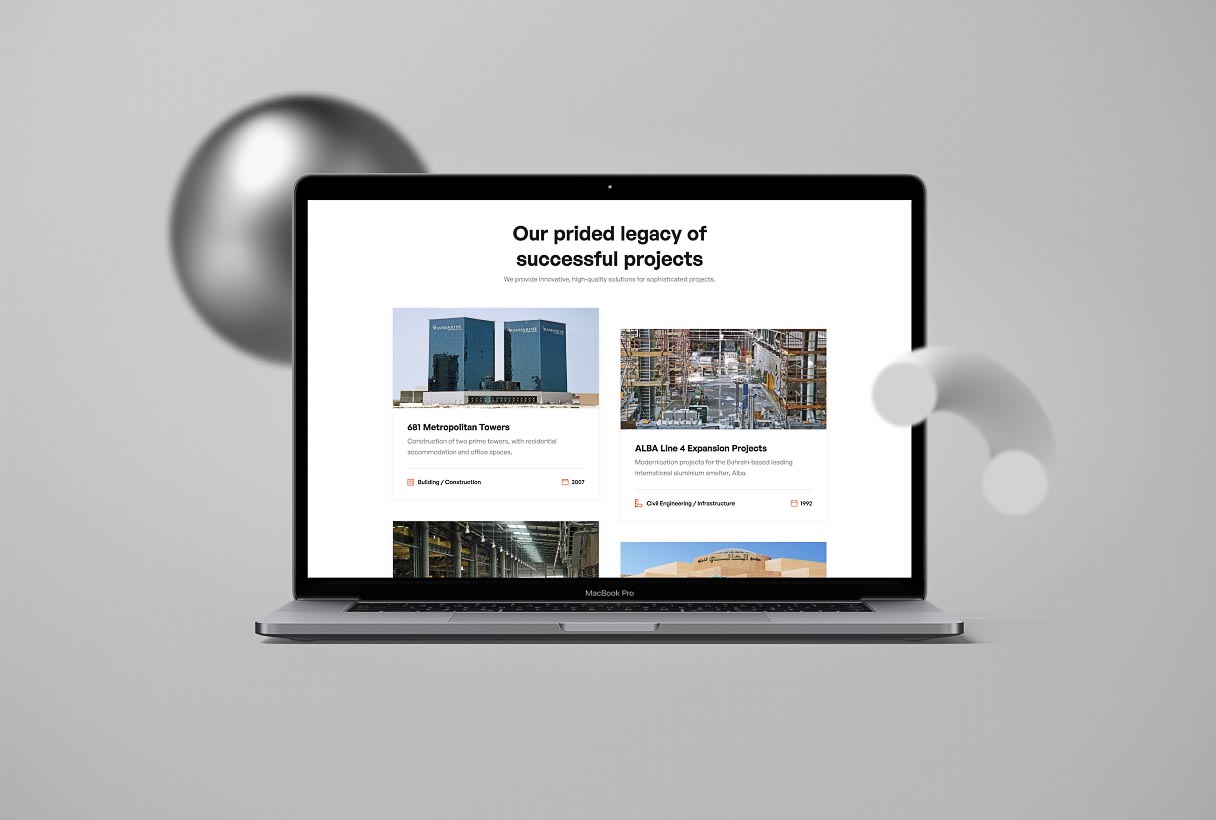 Our prided legacy of
successful projects
We provide innovative, high-quality solutions for sophisticated projects.
MANDARINE
MANDARINE
681 Metropolitan Towers
Construction of two prime towers, with residential
accommodation and office spaces.
Building / Construction
2007
ALBA Line 4 Expansion Projects
Modernisation projects for the Bahrain-based leading
international aluminium smelter, Alba.
Civil Engineering / Infrastructure
1992
MacBook Pro